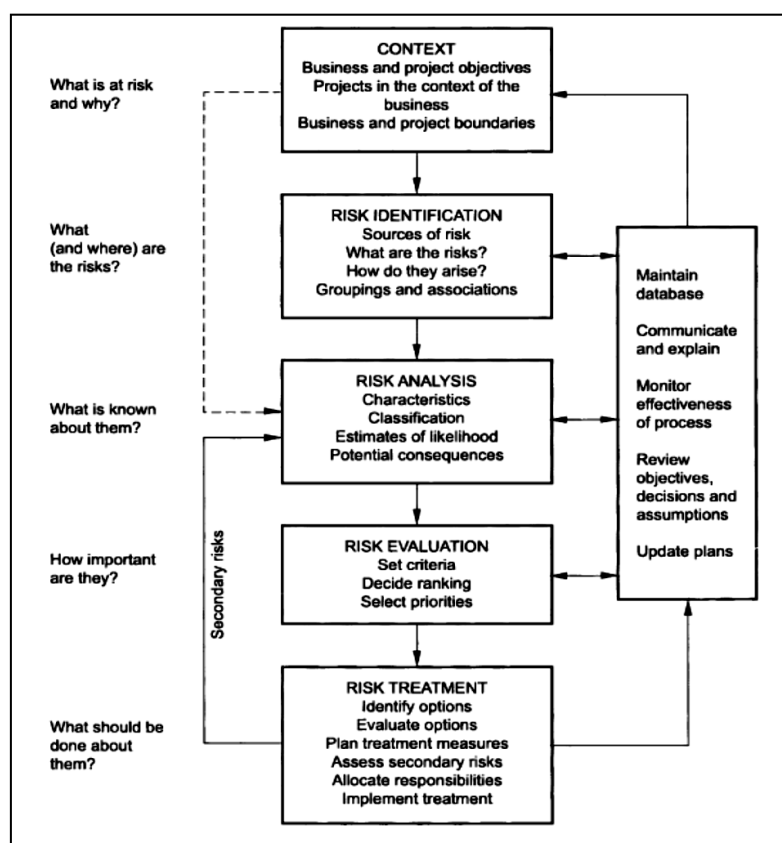 What is at risk
and why?
CONTEXT
Business and project objectives
Projects in the context of the
business
Business and project boundaries
What
(and where) are
the risks?
RISK IDENTIFICATION
Sources of risk
What are the risks?
How do they arise?
Groupings and associations
What is known
about them?
RISK ANALYSIS
Characteristics
Classification
Estimates of likelihood
Potential consequences
How important
are they?
Secondary risks
RISK EVALUATION
Set criteria
Decide ranking
Select priorities
What should be
done about
them?
RISK TREATMENT
Identify options
Evaluate options
Plan treatment measures
Assess secondary risks
Allocate responsibilities
Implement treatment
Maintain
database
Communicate
and explain
Monitor
effectiveness
of process
Review
objectives,
decisions and
assumptions
Update plans